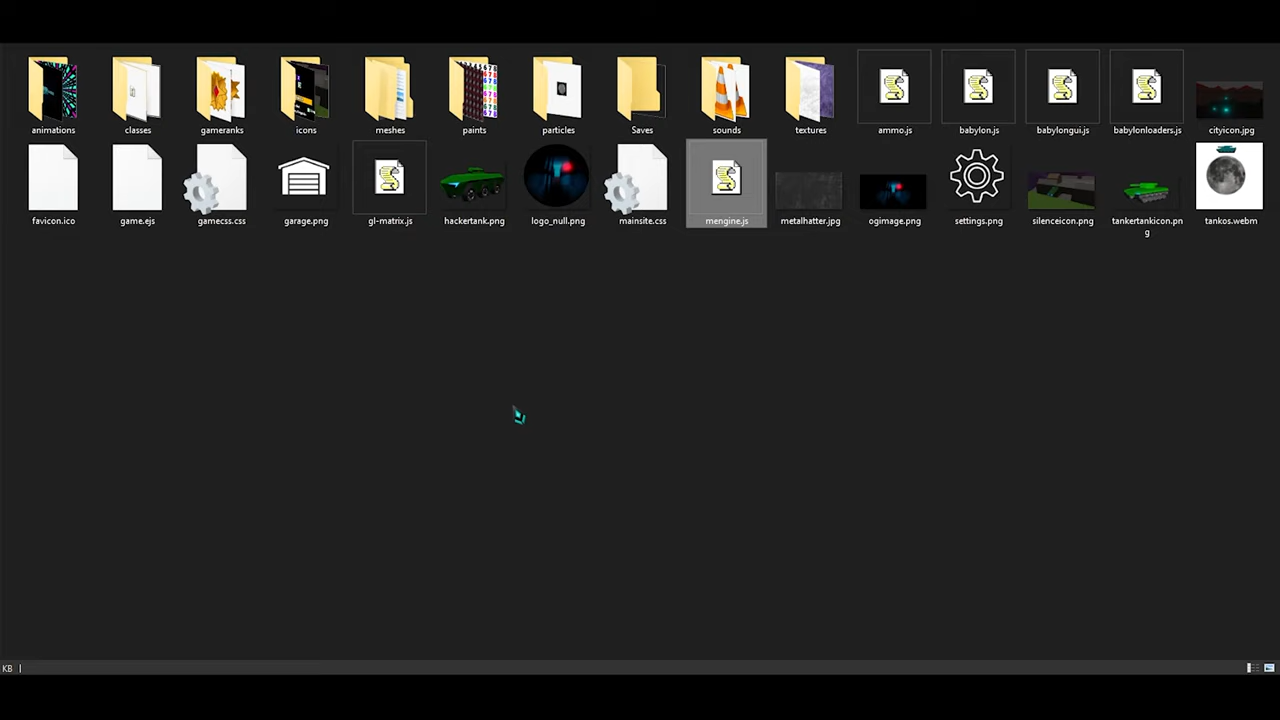 animations classes gameranks icons meshes paints particles Saves sounds textures ammo.js babylon.js babylongui.js babylonloaders.js cityicon.jpg
favicon.ico game.ejs gamecss.css garage.png gl-matrix.js hackertank.png logo_null.png mainsite.css mengine.js metalhatter.jpg ogimage.png settings.png silenceicon.png tankertankicon.pn tankos.webm
g
KB